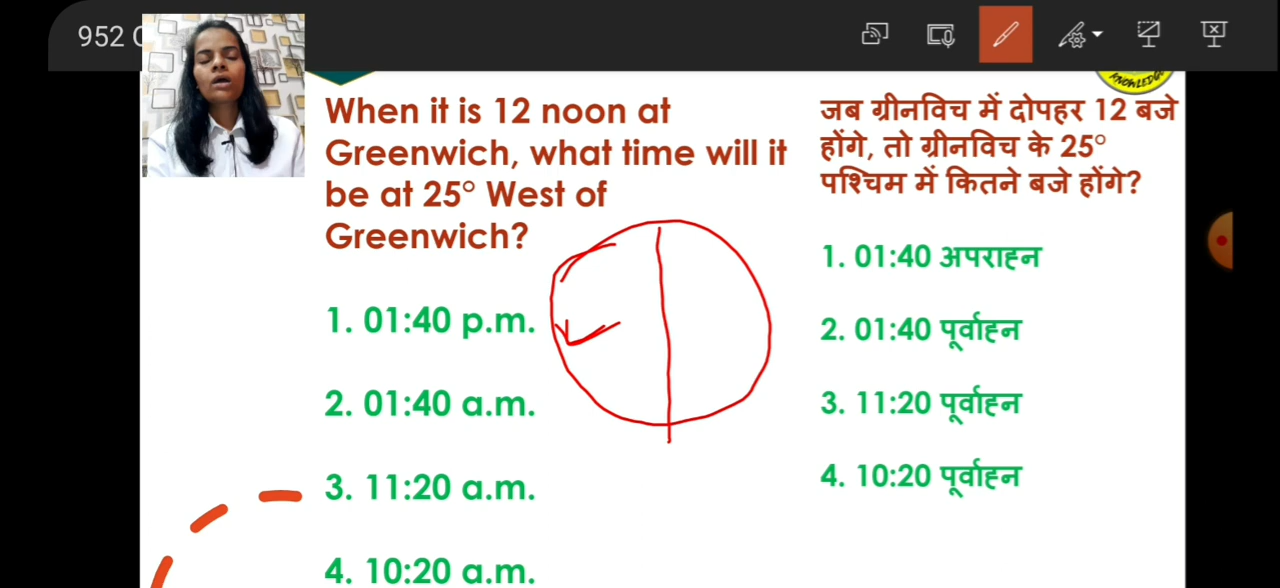 952
When it is 12 noon at
Greenwich, what time will it
be at 25° West of
Greenwich?
1. 01:40 p.m.
2. 01:40 a.m.
3. 11:20 a.m.
4. 10:20 a.m.
KNOWLEDGE
जब ग्रीनविच में दोपहर 12 बजे
होंगे, तो ग्रीनविच के 25°
पश्चिम में कितने बजे होंगे?
1. 01:40 अपराह्न
2. 01:40 पूर्वाह्न
3. 11:20 पूर्वाह्न
4. 10:20 पूर्वाह्न